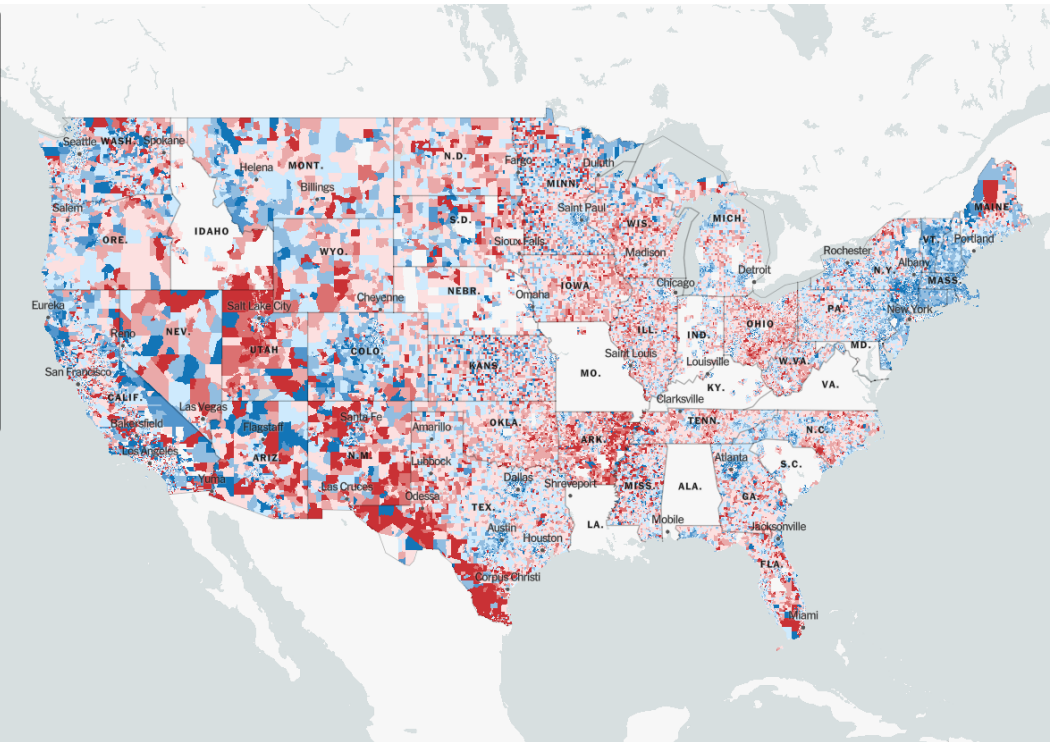 Seattle
WASH.
Spokane
Helena
MONT.
Billings
N.D.
Fargo
Duluth
MINN.
Saint Paul
WIS.
MICH.
MAINE
Salem
ORE.
IDAHO
WYO.
S.D.
Sioux Falls
Madison
Detroit
Rochester
N.Y.
Albany
VT.
Portland
MASS.
New York
Eureka
Reno
NEV.
Salt Lake City
UTAH
Cheyenne
NEBR.
Omaha
IOWA
Chicago
ILL.
IND.
OHIO
PA.
MD.
San Francisco
CALIF.
Las Vegas
COLO.
KANS.
MO.
Saint Louis
Louisville
KY.
W.VA.
VA.
Bakersfield
Los Angeles
Yuma
Flagstaff
ARIZ.
Santa Fe
N.M.
Las Cruces
Amarillo
Lubbock
Odessa
OKLA.
ARK.
Clarksville
TENN.
N.C.
S.C.
Atlanta
GA.
ALA.
MISS.
Shreveport
LA.
Dallas
TEX.
Austin
Houston
Corpus Christi
Mobile
Jacksonville
FLA.
Miami